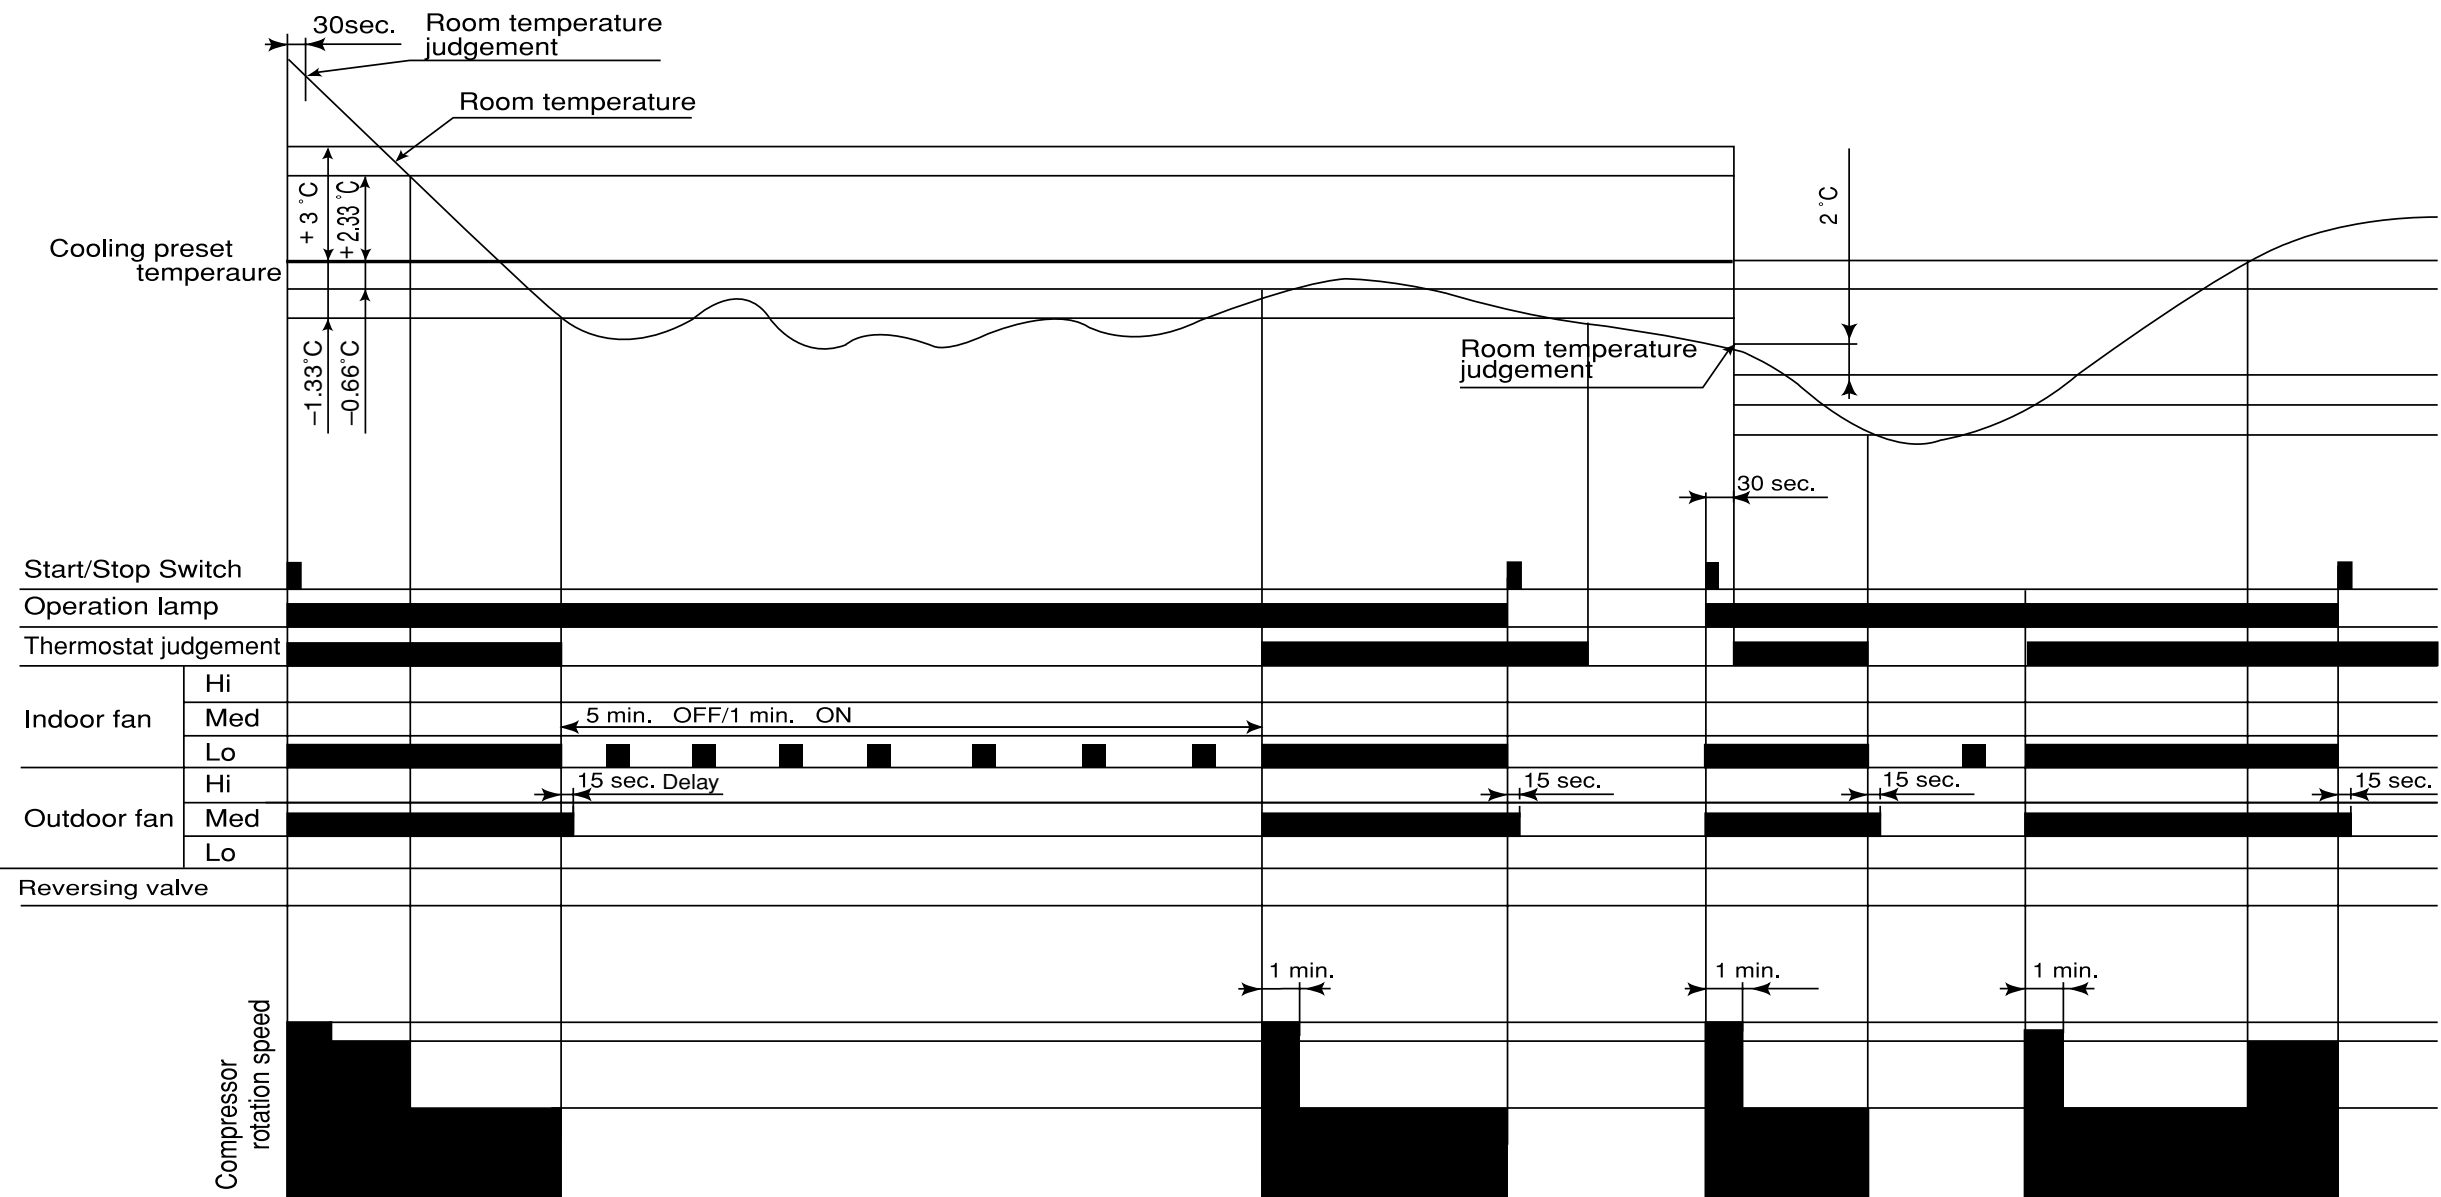 30sec.
Room temperature
judgement
Room temperature
+ 3 ˚C
+ 2.33 ˚C
2 ˚C
Cooling preset
temperaure
−1.33˚C
−0.66˚C
Room temperature
judgement
30 sec.
Start/Stop Switch
Operation lamp
Thermostat judgement
Indoor fan
Hi
Med
Lo
5 min. OFF/1 min. ON
Outdoor fan
Hi
Med
Lo
15 sec. Delay
15 sec.
15 sec.
15 sec.
Reversing valve
1 min.
1 min.
1 min.
Compressor
rotation speed